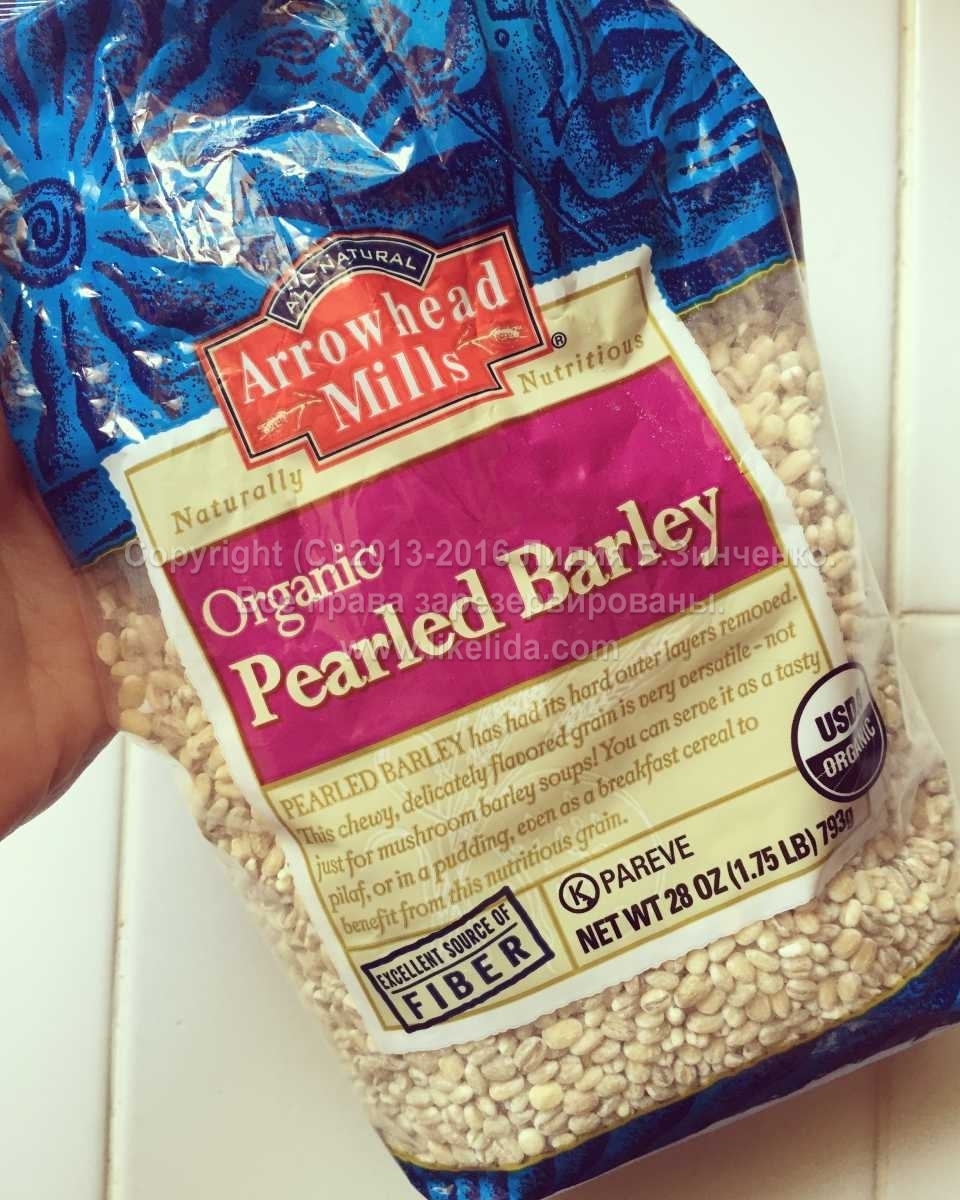 ALL NATURAL
Arrowhead
Mills®
Naturally Nutritious
Organic
Pearled Barley
Copyright (C) 2013-2016 Лидия В. Зинченко.
Все права зарезервированы.
www.likelida.com
PEARLED BARLEY has had its hard outer layers removed.
This chewy, delicately flavored grain is very versatile - not
just for mushroom barley soups! You can serve it as a tasty
pilaf, or in a pudding, even as a breakfast cereal to
benefit from this nutritious grain.
USDA
ORGANIC
K PAREVE
NET WT 28 OZ (1.75 LB) 793g
EXCELLENT SOURCE OF
FIBER